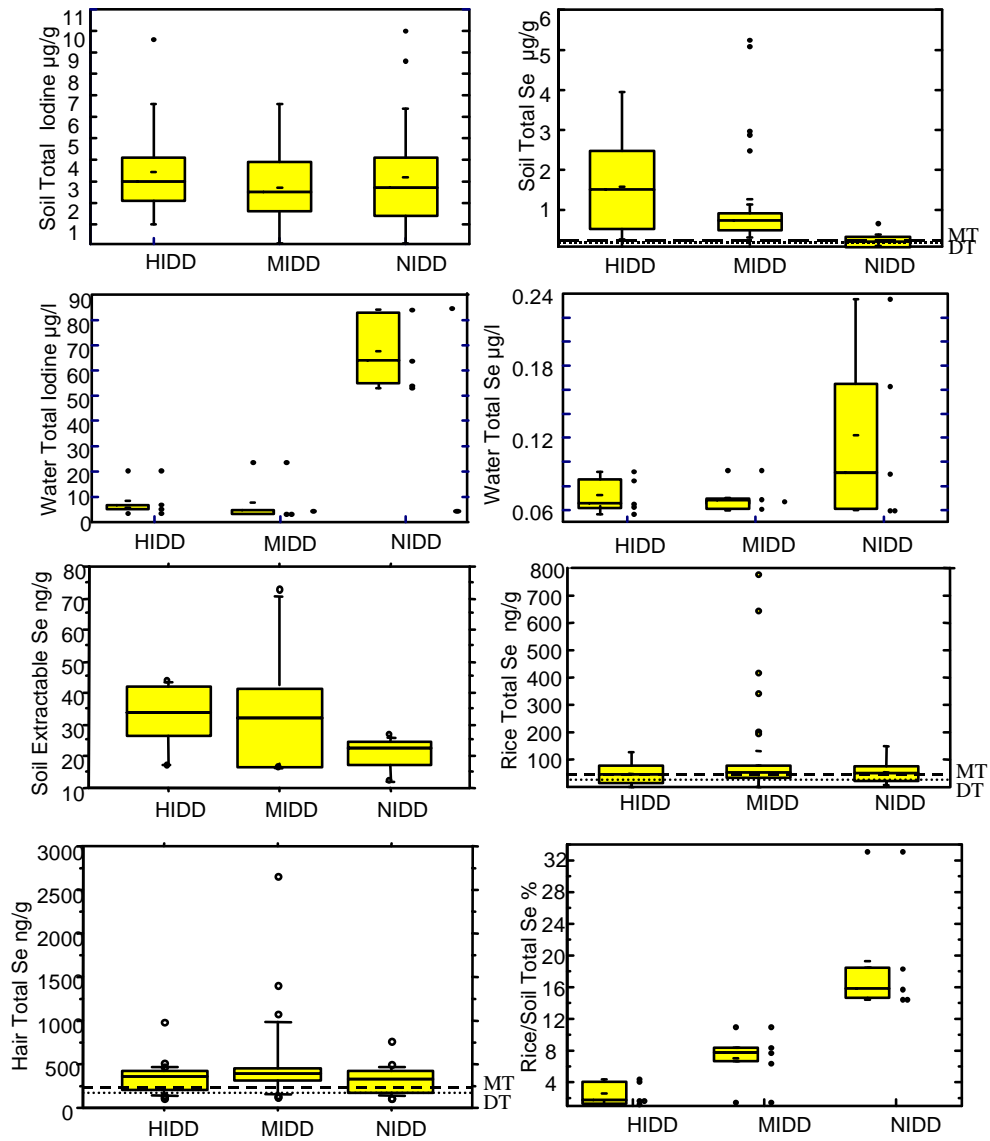 Soil Total Iodine µg/g
11
10
9
8
7
6
5
4
3
2
1
HIDD MIDD NIDD
Soil Total Se µg/g
6
5
4
3
2
1
MT
DT
HIDD MIDD NIDD
Water Total Iodine µg/l
90
80
70
60
50
40
30
20
10
0
HIDD MIDD NIDD
Water Total Se µg/l
0.24
0.18
0.12
0.06
HIDD MIDD NIDD
Soil Extractable Se ng/g
80
70
60
50
40
30
20
10
HIDD MIDD NIDD
Rice Total Se ng/g
800
700
600
500
400
300
200
100
MT
DT
HIDD MIDD NIDD
Hair Total Se ng/g
3000
2500
2000
1500
1000
500
0
MT
DT
HIDD MIDD NIDD
Rice/Soil Total Se %
32
28
24
20
16
12
8
4
HIDD MIDD NIDD